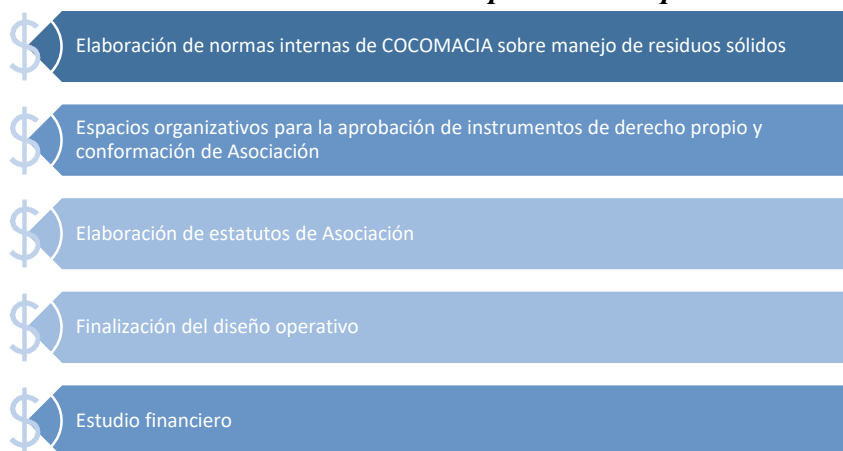 Elaboración de normas internas de COCOMACIA sobre manejo de residuos sólidos
Espacios organizativos para la aprobación de instrumentos de derecho propio y
conformación de Asociación
Elaboración de estatutos de Asociación
Finalización del diseño operativo
Estudio financiero